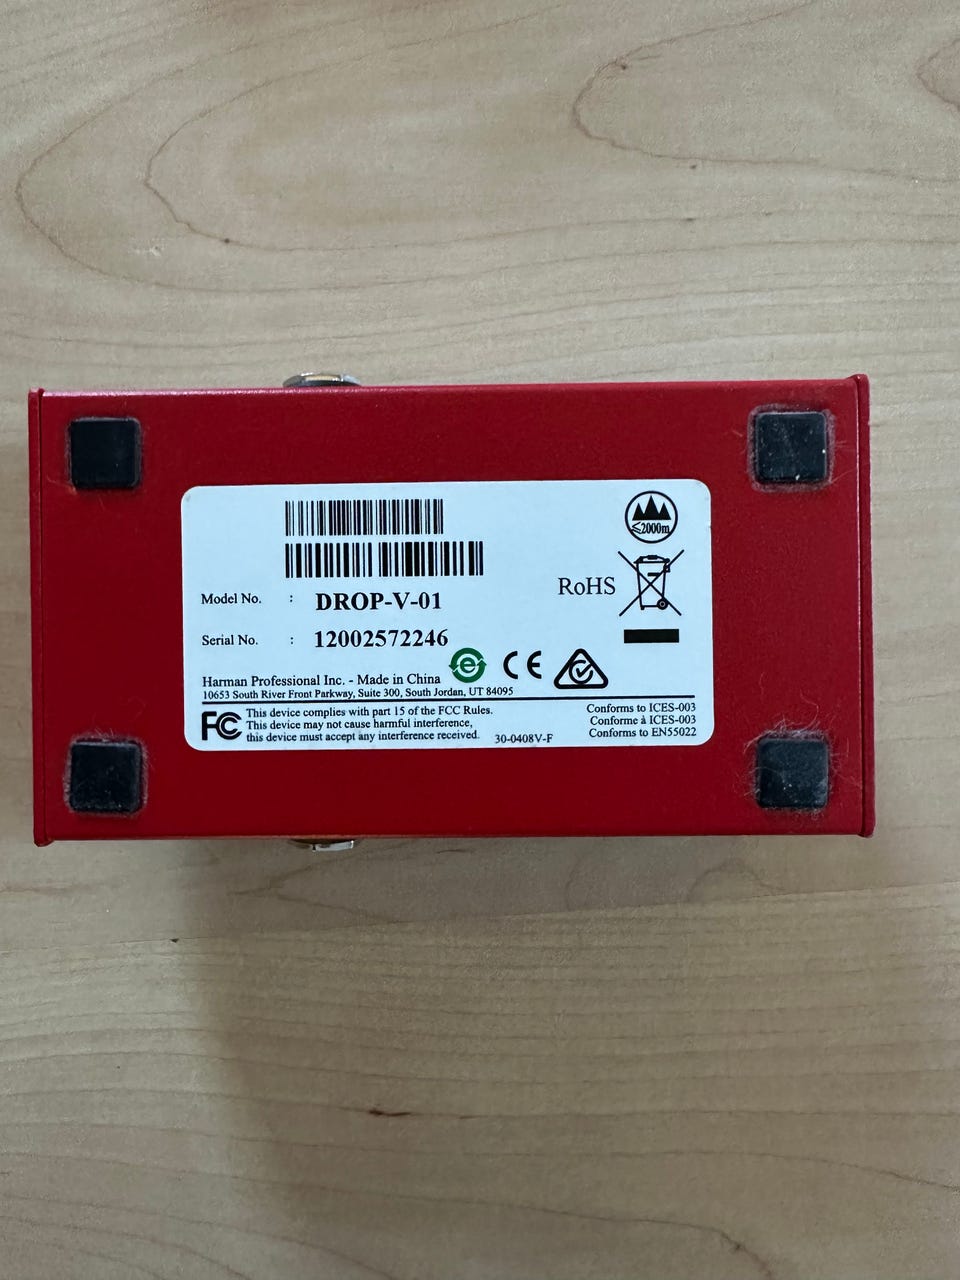 ≤2000m
RoHS
Model No. : DROP-V-01
Serial No. : 12002572246
e
CE
Harman Professional Inc. - Made in China
10653 South River Front Parkway, Suite 300, South Jordan, UT 84095
FC
This device complies with part 15 of the FCC Rules.
This device may not cause harmful interference,
this device must accept any interference received.
30-0408V-F
Conforms to ICES-003
Conforme à ICES-003
Conforms to EN55022